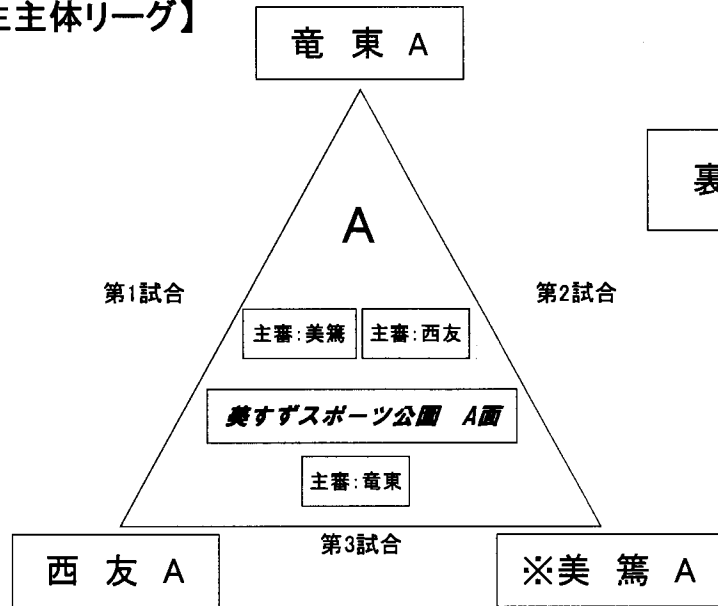 生主体リーグ】
竜東 A
裏
A
第1試合
第2試合
主審:美篶
主審:西友
美すずスポーツ公園 A面
主審:竜東
第3試合
西友 A
※美篶 A